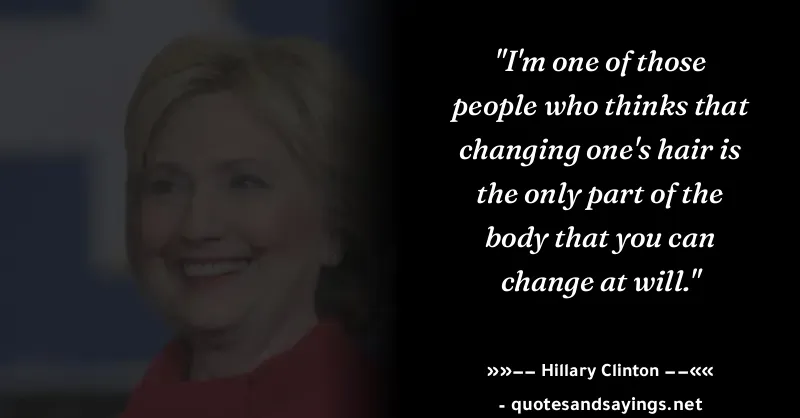 "I'm one of those
people who thinks that
changing one's hair is
the only part of the
body that you can
change at will."
»»−− Hillary Clinton −−««
- quotesandsayings.net